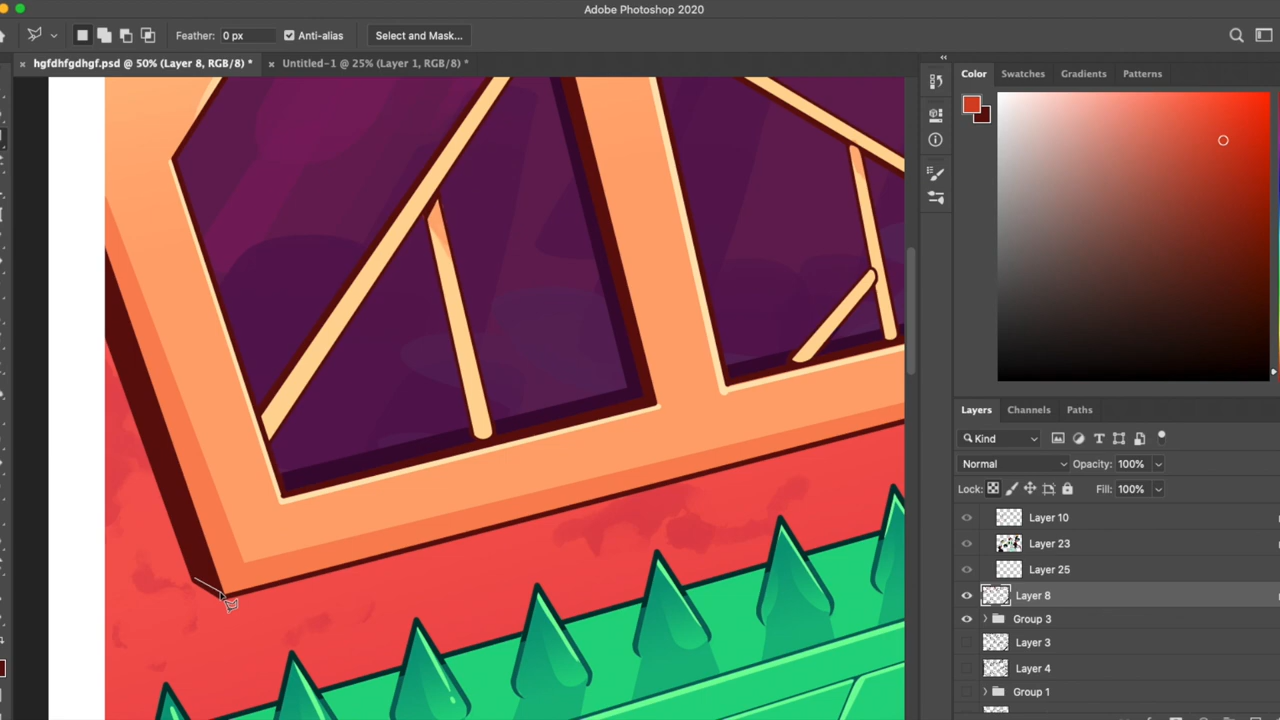 Adobe Photoshop 2020
Feather: 0 px Anti-alias Select and Mask...
hgfdhfgdhgf.psd @ 50% (Layer 8, RGB/8) * Untitled-1 @ 25% (Layer 1, RGB/8) *
Color Swatches Gradients Patterns
Layers Channels Paths
Kind
Normal Opacity: 100%
Lock: Fill: 100%
Layer 10
Layer 23
Layer 25
Layer 8
Group 3
Layer 3
Layer 4
Group 1